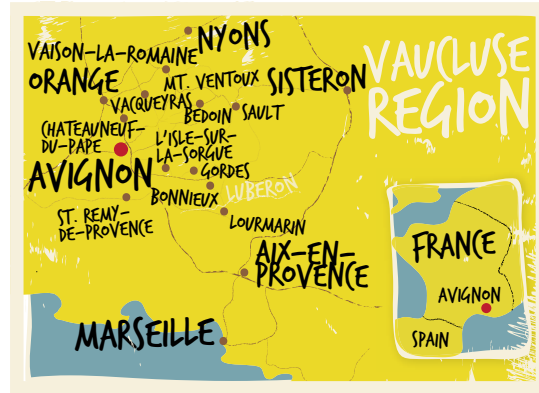 NYONS
VAISON-LA-ROMAINE
VAUCLUSE
REGION
ORANGE
MT. VENTOUX
SISTERON
VACQUEYRAS
BEDOIN
SAULT
CHATEAUNEUF-
DU-PAPE
L'ISLE-SUR-
LA-SORGUE
AVIGNON
GORDES
LUBERON
BONNIEUX
ST. REMY-
DE-PROVENCE
LOURMARIN
AIX-EN-
PROVENCE
MARSEILLE
FRANCE
AVIGNON
SPAIN